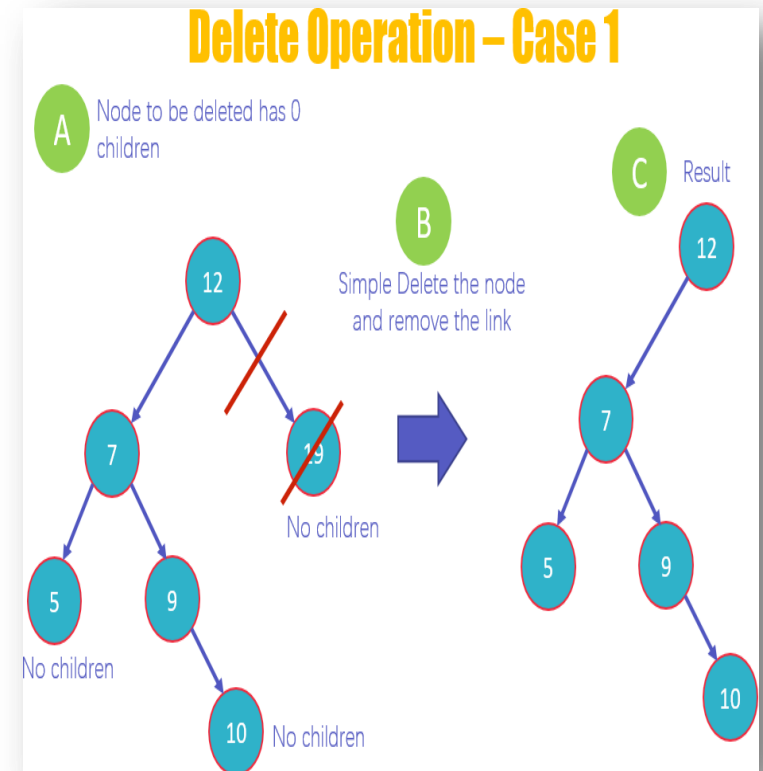 Delete Operation – Case 1
A
Node to be deleted has 0
children
B
Simple Delete the node
and remove the link
C
Result
12
7
19
No children
5
9
No children
10
No children
12
7
5
9
10